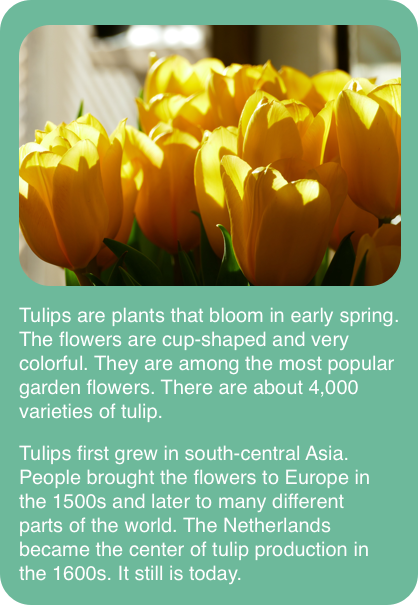 Tulips are plants that bloom in early spring.
The flowers are cup-shaped and very
colorful. They are among the most popular
garden flowers. There are about 4,000
varieties of tulip.
Tulips first grew in south-central Asia.
People brought the flowers to Europe in
the 1500s and later to many different
parts of the world. The Netherlands
became the center of tulip production in
the 1600s. It still is today.